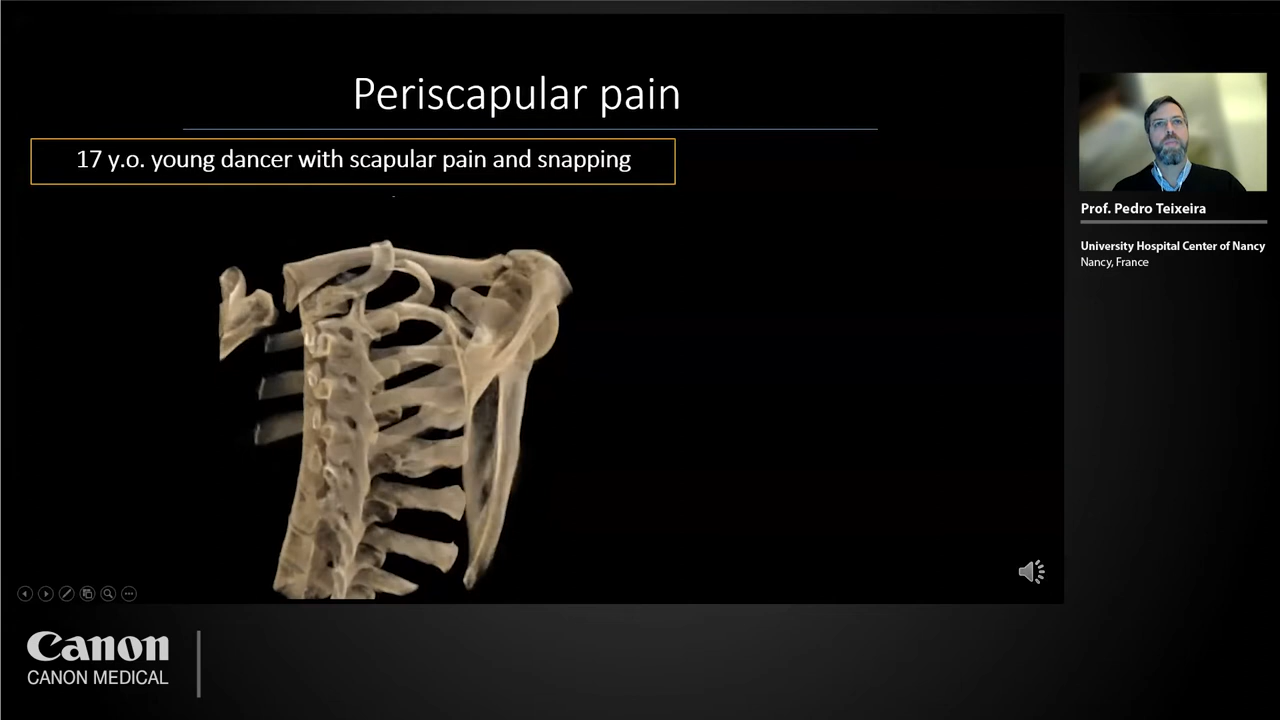 Periscapular pain
17 y.o. young dancer with scapular pain and snapping
Prof. Pedro Teixeira
University Hospital Center of Nancy
Nancy, France
Canon
CANON MEDICAL